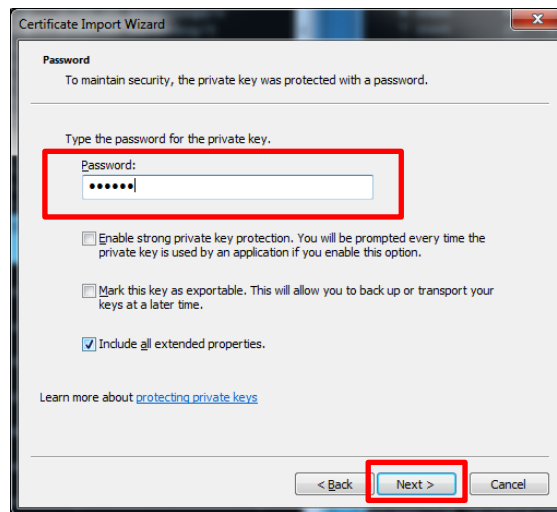 Certificate Import Wizard
Password
To maintain security, the private key was protected with a password.
Type the password for the private key.
Password:
••••••
Enable strong private key protection. You will be prompted every time the
private key is used by an application if you enable this option.
Mark this key as exportable. This will allow you to back up or transport your
keys at a later time.
Include all extended properties.
Learn more about protecting private keys
< Back Next > Cancel